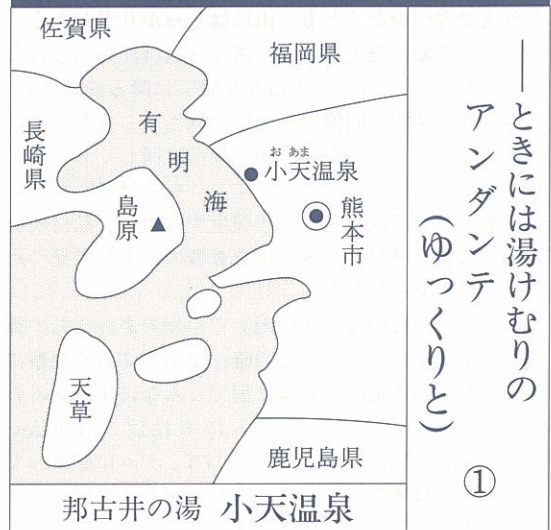 ――ときには湯けむりの
アンダンテ
(ゆっくりと)
①
佐賀県
福岡県
長崎県
有明海
島原
おあま
小天温泉
熊本市
天草
鹿児島県
邦古井の湯 小天温泉